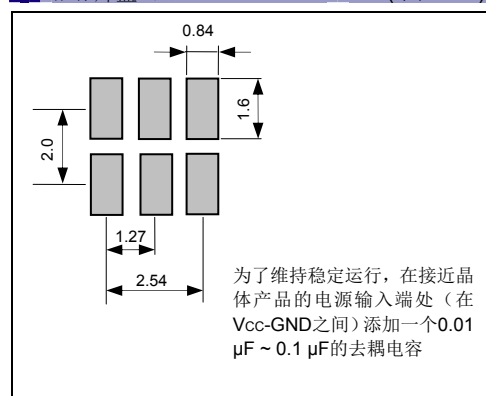 0.84
1.6
2.0
1.27
2.54
为了维持稳定运行，在接近晶
体产品的电源输入端处（在
Vcc-GND之间）添加一个0.01
µF ~ 0.1 µF的去耦电容